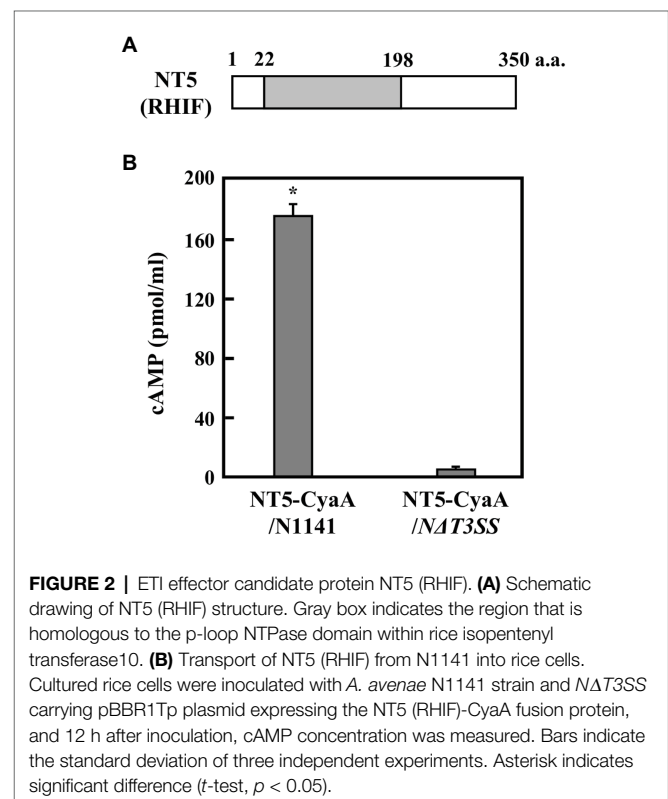 A
1 22 198 350 a.a.
NT5
(RHIF)
B
200
*
160
120
80
40
0
cAMP (pmol/ml)
NT5-CyaA NT5-CyaA
/N1141 /NΔT3SS
FIGURE 2 | ETI effector candidate protein NT5 (RHIF). (A) Schematic
drawing of NT5 (RHIF) structure. Gray box indicates the region that is
homologous to the p-loop NTPase domain within rice isopentenyl
transferase10. (B) Transport of NT5 (RHIF) from N1141 into rice cells.
Cultured rice cells were inoculated with A. avenae N1141 strain and NΔT3SS
carrying pBBR1Tp plasmid expressing the NT5 (RHIF)-CyaA fusion protein,
and 12 h after inoculation, cAMP concentration was measured. Bars indicate
the standard deviation of three independent experiments. Asterisk indicates
significant difference (t-test, p < 0.05).